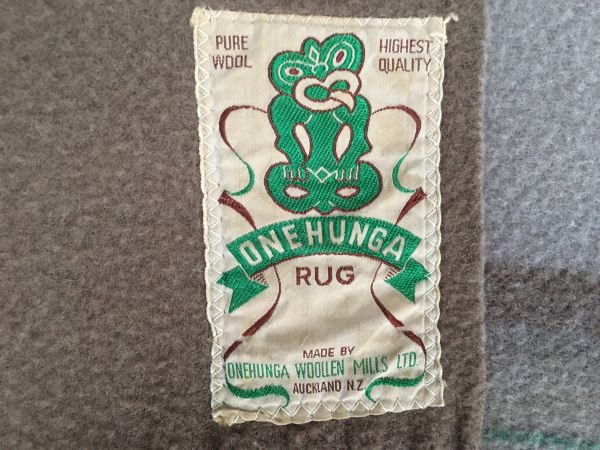 PURE
WOOL
HIGHEST
QUALITY
ONEHUNGA
RUG
MADE BY
ONEHUNGA WOOLLEN MILLS LTD.
AUCKLAND N.Z.